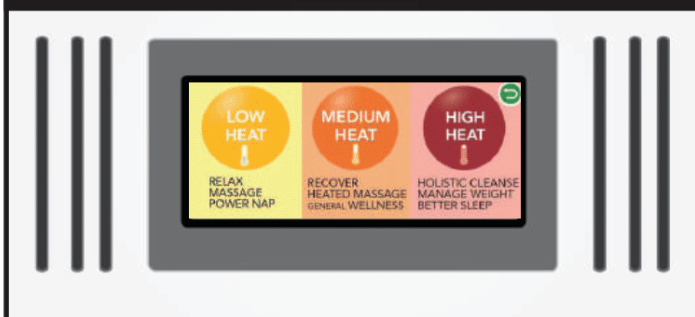 LOW
HEAT
RELAX
MASSAGE
POWER NAP
MEDIUM
HEAT
RECOVER
HEATED MASSAGE
GENERAL WELLNESS
HIGH
HEAT
HOLISTIC CLEANSE
MANAGE WEIGHT
BETTER SLEEP